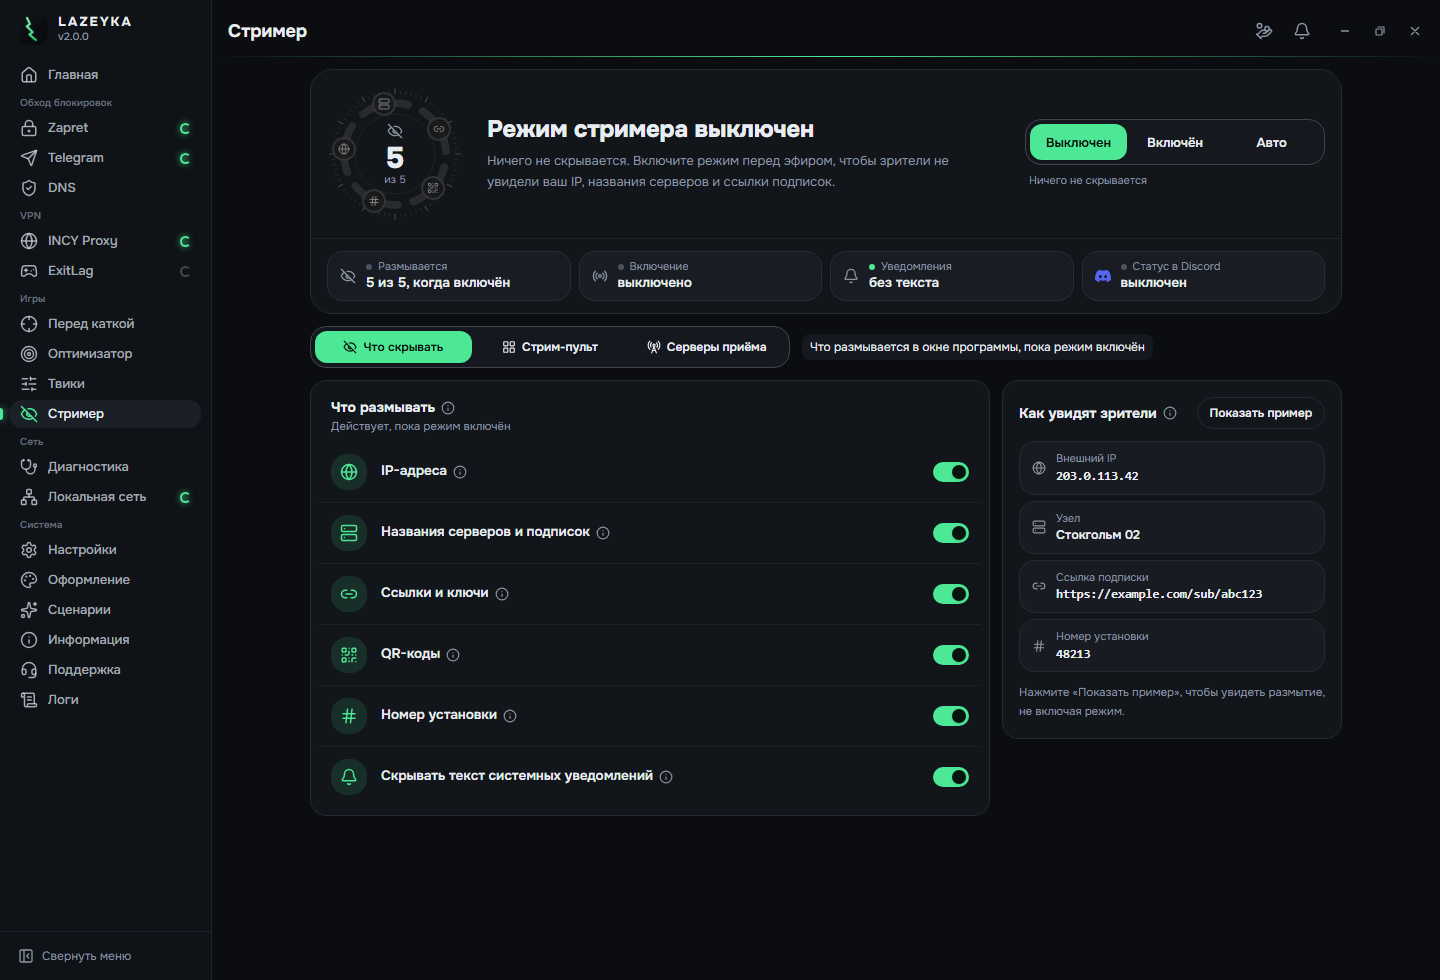 LAZEYKA
v2.0.0
Главная
Обход блокировок
Zapret
Telegram
DNS
VPN
INCY Proxy
ExitLag
Игры
Перед каткой
Оптимизатор
Твики
Стример
Сеть
Диагностика
Локальная сеть
Система
Настройки
Оформление
Сценарии
Информация
Поддержка
Логи
Свернуть меню
Стример
5
из 5
Режим стримера выключен
Ничего не скрывается. Включите режим перед эфиром, чтобы зрители не
увидели ваш IP, названия серверов и ссылки подписок.
Выключен Включён Авто
Ничего не скрывается
Размывается
5 из 5, когда включён
Включение
выключено
Уведомления
без текста
Статус в Discord
выключен
Что скрывать Стрим-пульт Серверы приёма
Что размывается в окне программы, пока режим включён
Что размывать
Действует, пока режим включён
IP-адреса
Названия серверов и подписок
Ссылки и ключи
QR-коды
Номер установки
Скрывать текст системных уведомлений
Как увидят зрители
Показать пример
Внешний IP
203.0.113.42
Узел
Стокгольм 02
Ссылка подписки
https://example.com/sub/abc123
Номер установки
48213
Нажмите «Показать пример», чтобы увидеть размытие,
не включая режим.